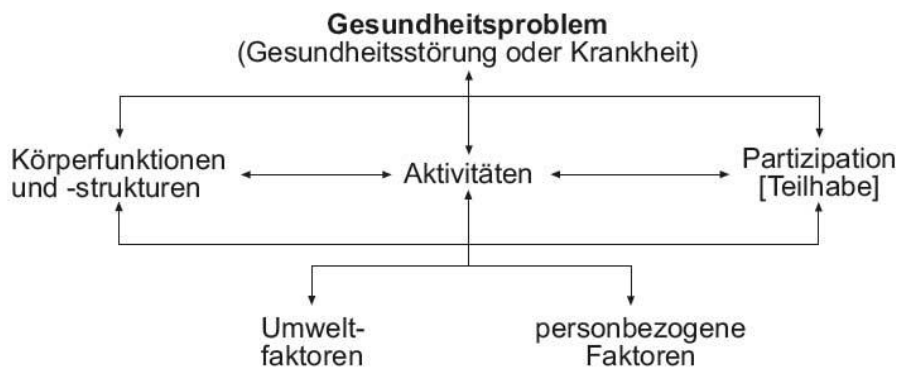 Gesundheitsproblem
(Gesundheitsstörung oder Krankheit)
Körperfunktionen
und -strukturen
Aktivitäten
Partizipation
[Teilhabe]
Umwelt-
faktoren
personbezogene
Faktoren